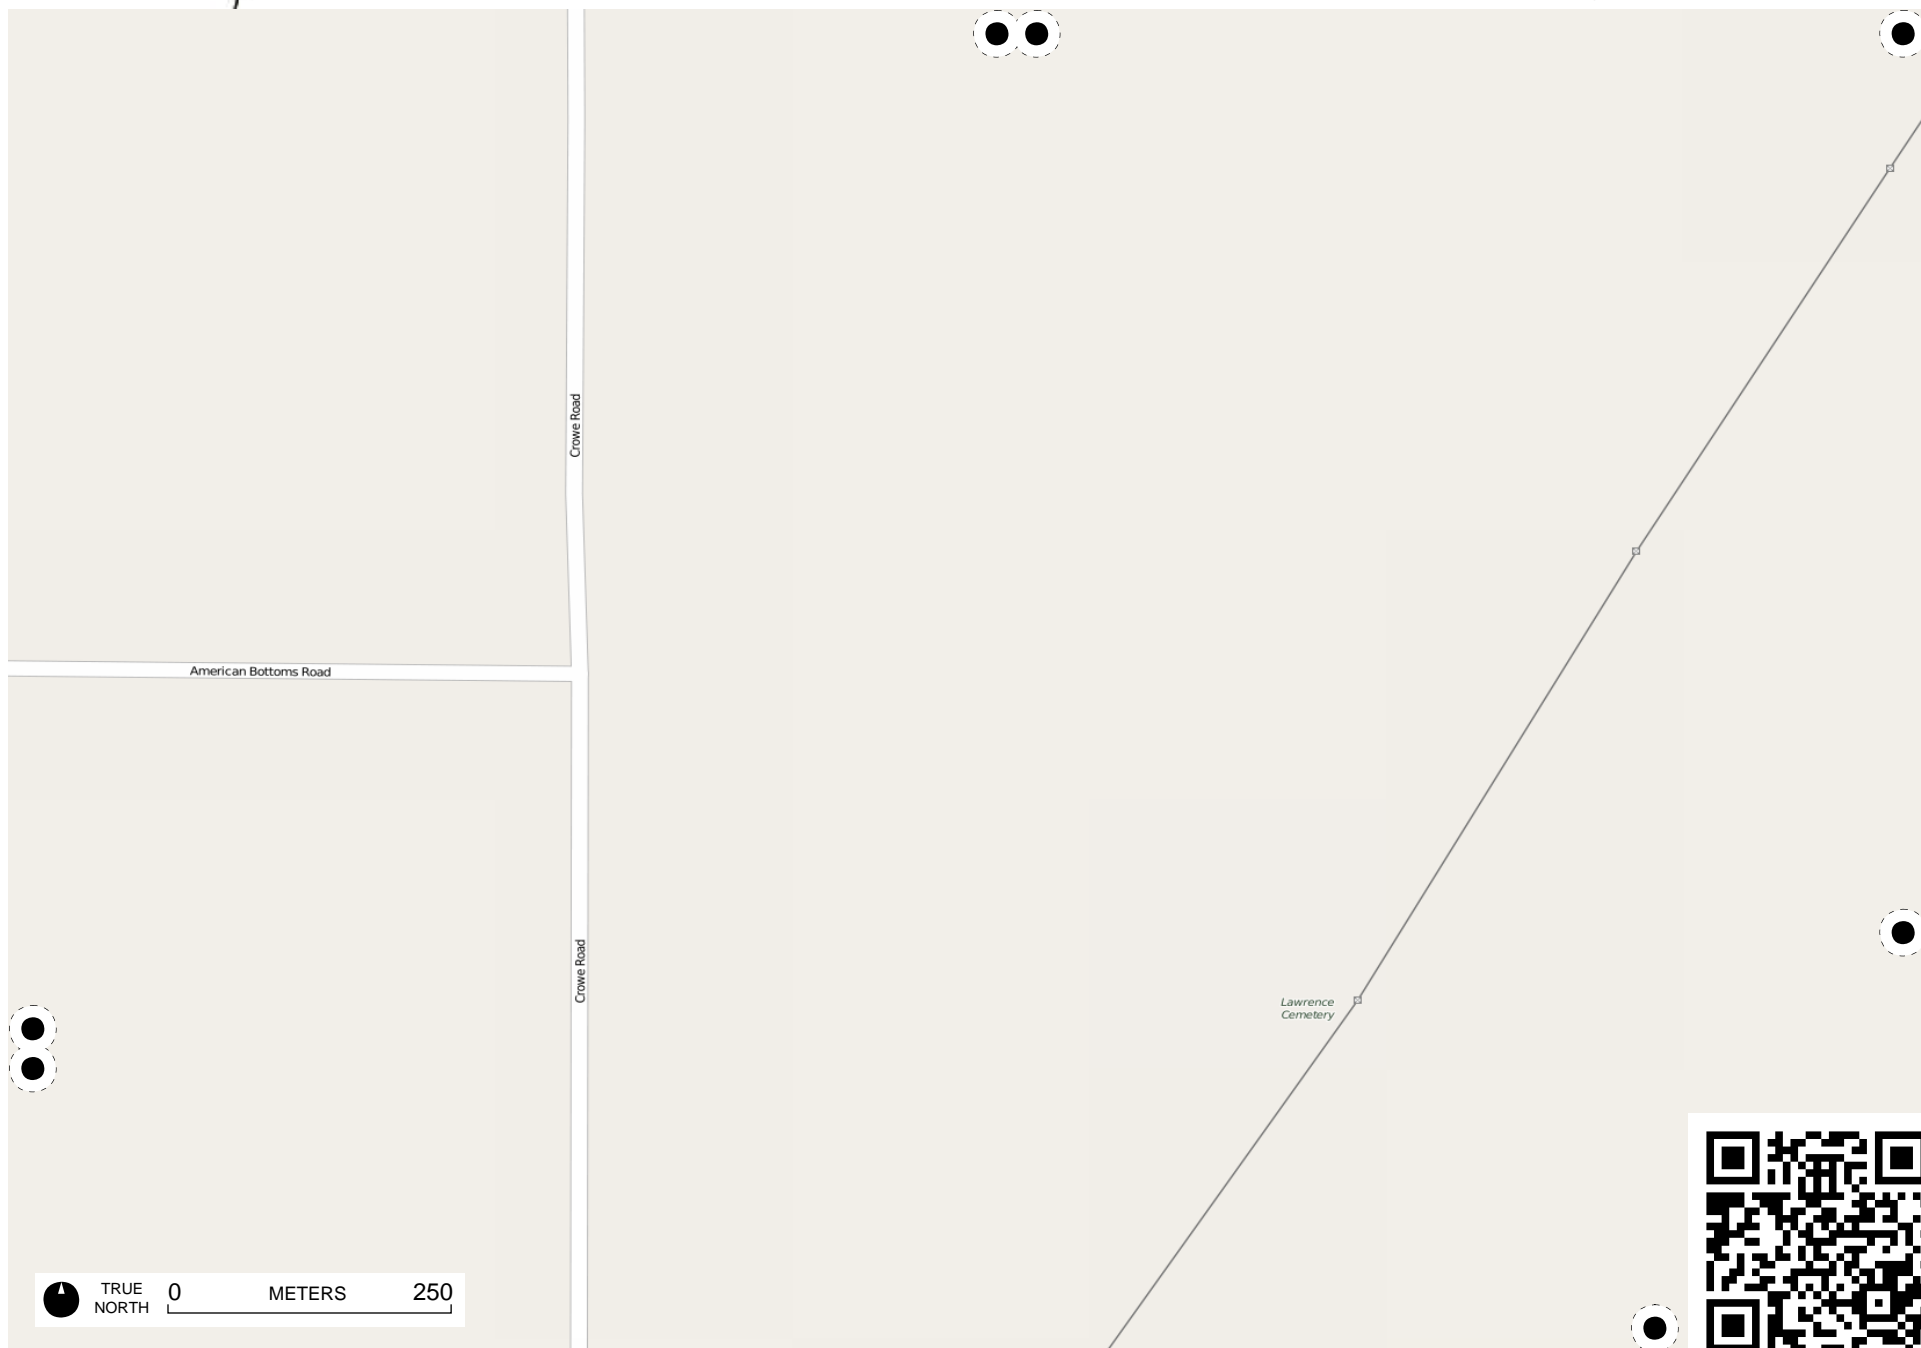 Crowe Road
American Bottoms Road
Crowe Road
Lawrence
Cemetery
TRUE
NORTH
0 METERS 250